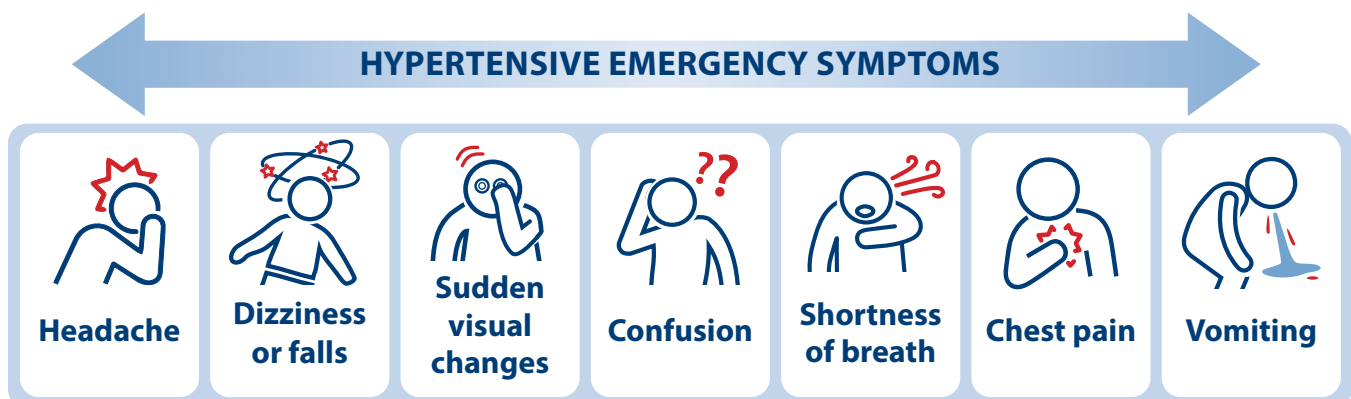 HYPERTENSIVE EMERGENCY SYMPTOMS
??
Headache
Dizziness
or falls
Sudden
visual
changes
Confusion
Shortness
of breath
Chest pain
Vomiting